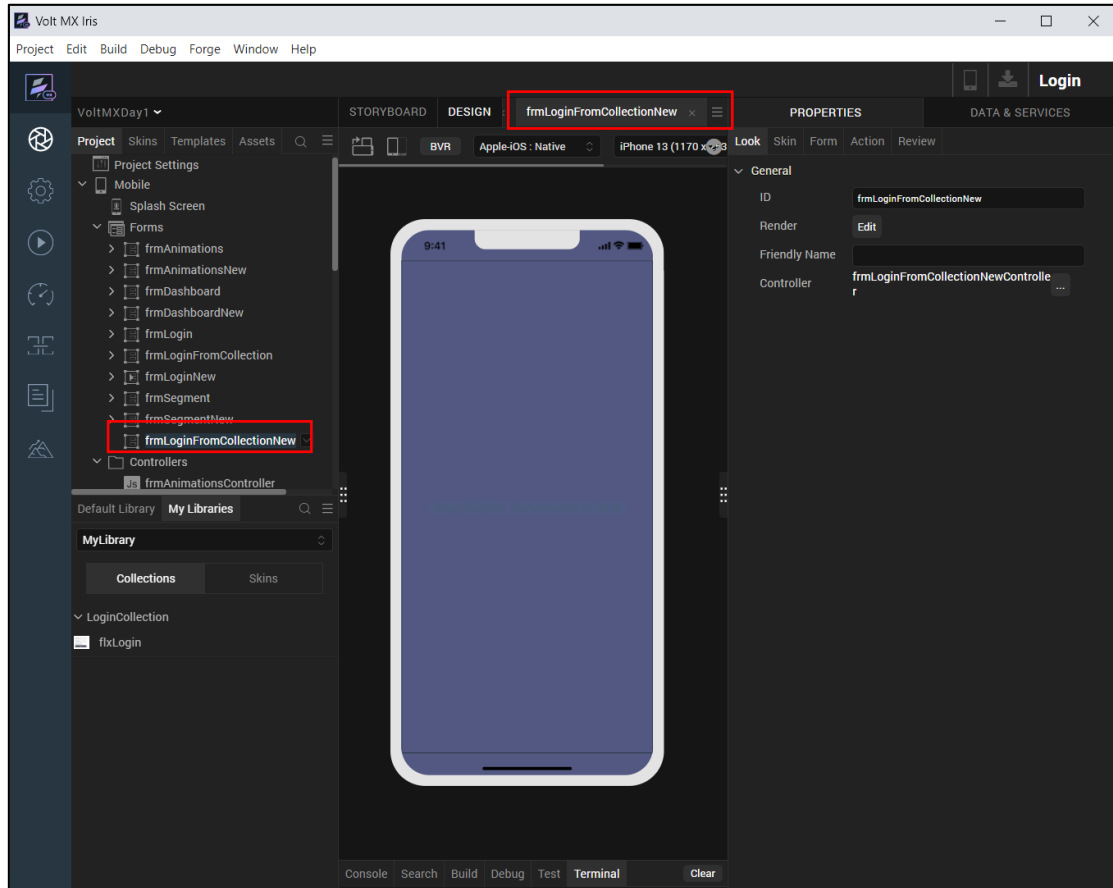 Volt MX Iris
Project Edit Build Debug Forge Window Help
Login
VoltMXDay1
STORYBOARD DESIGN frmLoginFromCollectionNew
PROPERTIES DATA & SERVICES
Project Skins Templates Assets
BVR Apple-iOS : Native iPhone 13 (1170 x
Look Skin Form Action Review
Project Settings
Mobile
Splash Screen
Forms
frmAnimations
frmAnimationsNew
frmDashboard
frmDashboardNew
frmLogin
frmLoginFromCollection
frmLoginNew
frmSegment
frmSegmentNew
frmLoginFromCollectionNew
Controllers
Js frmAnimationsController
Default Library My Libraries
MyLibrary
Collections Skins
LoginCollection
flxLogin
9:41
General
ID frmLoginFromCollectionNew
Render Edit
Friendly Name
Controller frmLoginFromCollectionNewControlle
r ...
Console Search Build Debug Test Terminal Clear